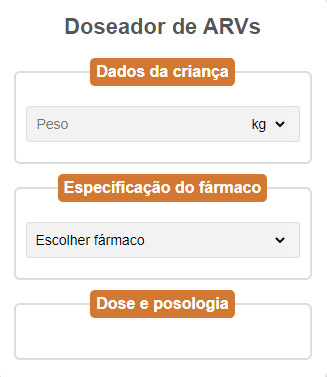 Doseador de ARVs
Dados da criança
Peso kg
Especificação do fármaco
Escolher fármaco
Dose e posologia